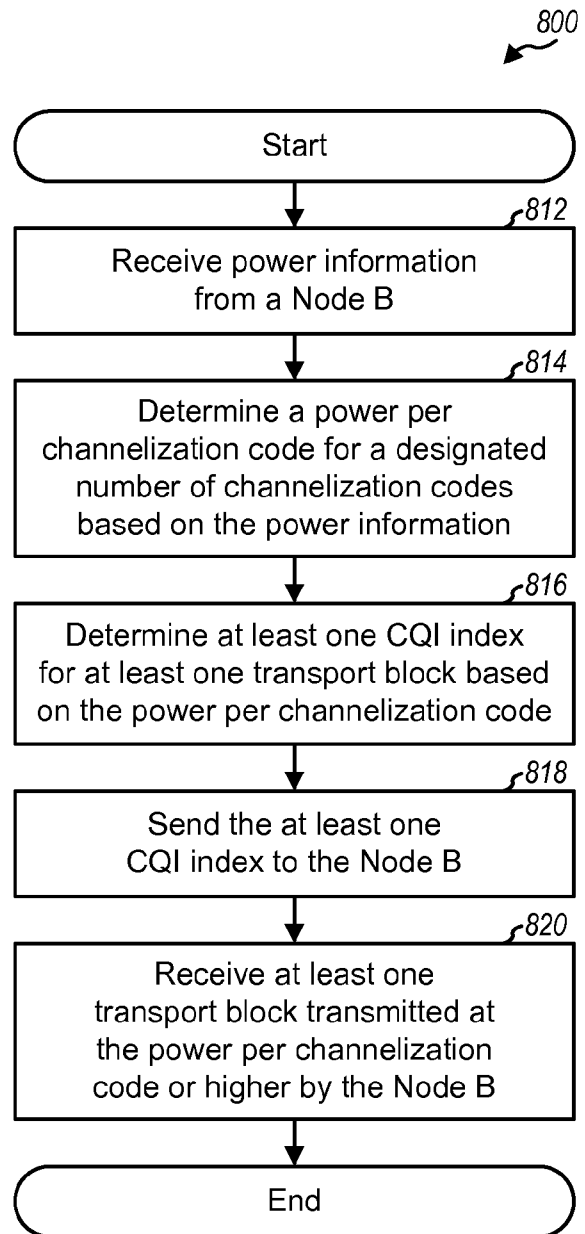 800
Start
812
Receive power information
from a Node B
814
Determine a power per
channelization code for a designated
number of channelization codes
based on the power information
816
Determine at least one CQI index
for at least one transport block based
on the power per channelization code
818
Send the at least one
CQI index to the Node B
820
Receive at least one
transport block transmitted at
the power per channelization
code or higher by the Node B
End